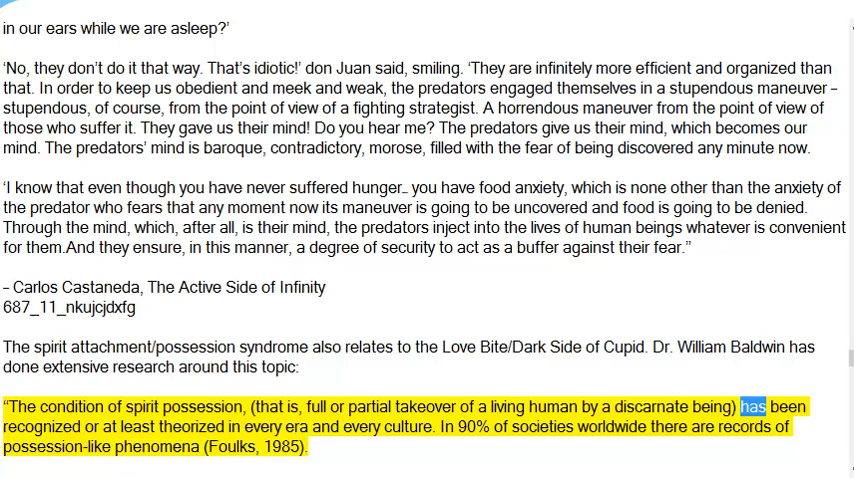 in our ears while we are asleep?’
‘No, they don’t do it that way. That’s idiotic!’ don Juan said, smiling. ‘They are infinitely more efficient and organized than
that. In order to keep us obedient and meek and weak, the predators engaged themselves in a stupendous maneuver –
stupendous, of course, from the point of view of a fighting strategist. A horrendous maneuver from the point of view of
those who suffer it. They gave us their mind! Do you hear me? The predators give us their mind, which becomes our
mind. The predators’ mind is baroque, contradictory, morose, filled with the fear of being discovered any minute now.
‘I know that even though you have never suffered hunger.. you have food anxiety, which is none other than the anxiety of
the predator who fears that any moment now its maneuver is going to be uncovered and food is going to be denied.
Through the mind, which, after all, is their mind, the predators inject into the lives of human beings whatever is convenient
for them.And they ensure, in this manner, a degree of security to act as a buffer against their fear.”
– Carlos Castaneda, The Active Side of Infinity
687_11_nkujcjdxfg
The spirit attachment/possession syndrome also relates to the Love Bite/Dark Side of Cupid. Dr. William Baldwin has
done extensive research around this topic:
“The condition of spirit possession, (that is, full or partial takeover of a living human by a discarnate being) has been
recognized or at least theorized in every era and every culture. In 90% of societies worldwide there are records of
possession-like phenomena (Foulks, 1985).